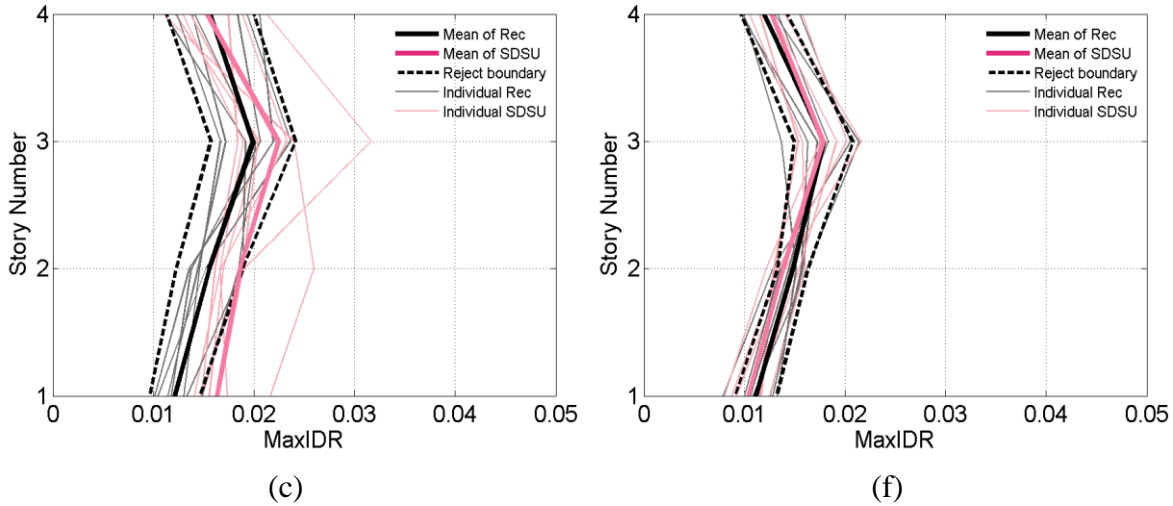 4
3
2
1
Story Number
0
0.01
0.02
0.03
0.04
0.05
MaxIDR
Mean of Rec
Mean of SDSU
Reject boundary
Individual Rec
Individual SDSU
(c)
4
3
2
1
Story Number
0
0.01
0.02
0.03
0.04
0.05
MaxIDR
Mean of Rec
Mean of SDSU
Reject boundary
Individual Rec
Individual SDSU
(f)